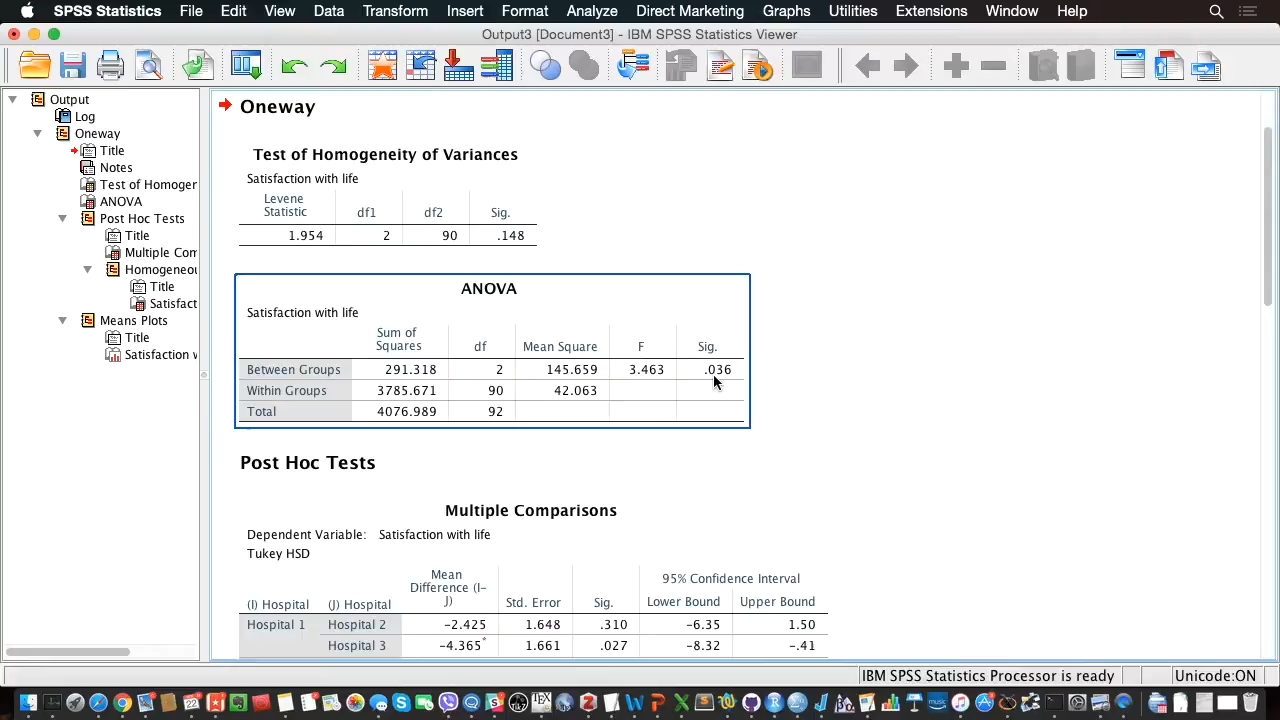 SPSS Statistics File Edit View Data Transform Insert Format Analyze Direct Marketing Graphs Utilities Extensions Window Help
Output3 [Document3] - IBM SPSS Statistics Viewer
Output
Log
Oneway
Title
Notes
Test of Homoger
ANOVA
Post Hoc Tests
Title
Multiple Com
Homogeneou
Title
Satisfact
Means Plots
Title
Satisfaction v
Oneway
Test of Homogeneity of Variances
Satisfaction with life
Levene Statistic df1 df2 Sig.
1.954 2 90 .148
ANOVA
Satisfaction with life
Sum of Squares df Mean Square F Sig.
Between Groups 291.318 2 145.659 3.463 .036
Within Groups 3785.671 90 42.063
Total 4076.989 92
Post Hoc Tests
Multiple Comparisons
Dependent Variable: Satisfaction with life
Tukey HSD
Mean Difference (I-J) 95% Confidence Interval
(I) Hospital (J) Hospital Std. Error Sig. Lower Bound Upper Bound
Hospital 1 Hospital 2 -2.425 1.648 .310 -6.35 1.50
Hospital 3 -4.365* 1.661 .027 -8.32 -.41
IBM SPSS Statistics Processor is ready Unicode:ON